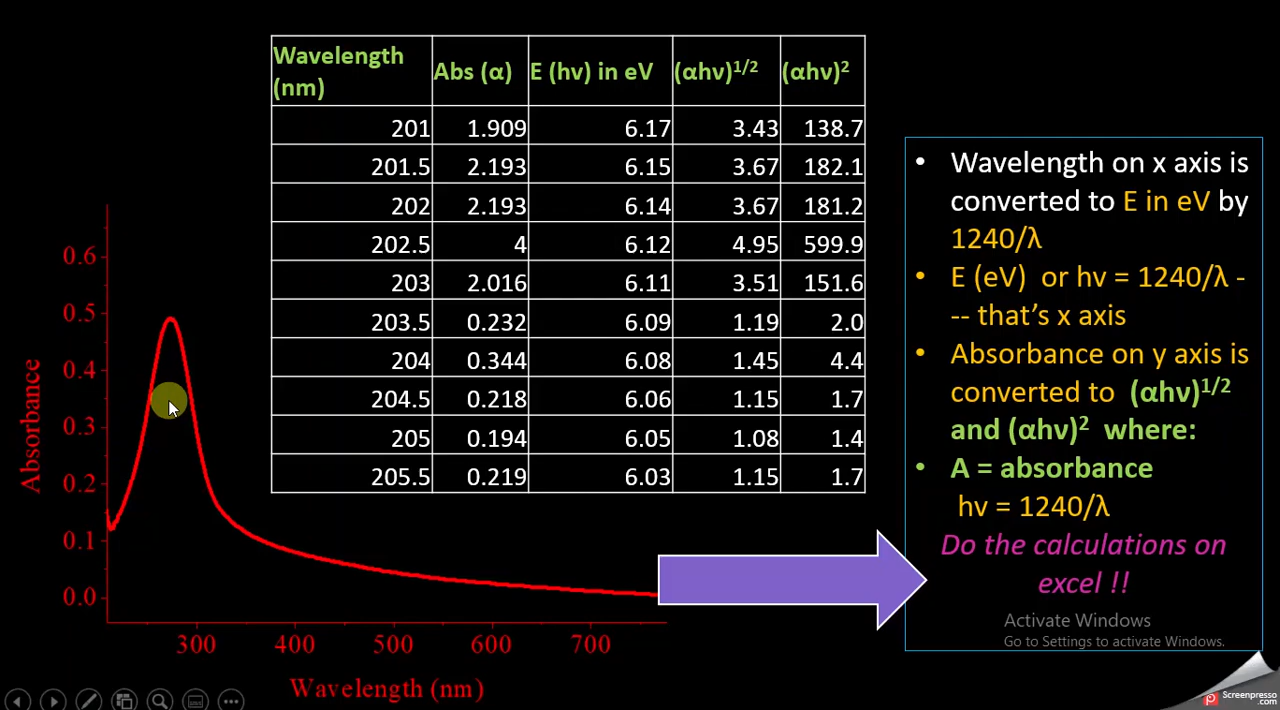 Wavelength (nm) Abs (α) E (hν) in eV (αhν)1/2 (αhν)2
201 1.909 6.17 3.43 138.7
201.5 2.193 6.15 3.67 182.1
202 2.193 6.14 3.67 181.2
202.5 4 6.12 4.95 599.9
203 2.016 6.11 3.51 151.6
203.5 0.232 6.09 1.19 2.0
204 0.344 6.08 1.45 4.4
204.5 0.218 6.06 1.15 1.7
205 0.194 6.05 1.08 1.4
205.5 0.219 6.03 1.15 1.7
0.6
0.5
0.4
0.3
0.2
0.1
0.0
Absorbance
300 400 500 600 700
Wavelength (nm)
• Wavelength on x axis is
converted to E in eV by
1240/λ
• E (eV) or hν = 1240/λ -
-- that’s x axis
• Absorbance on y axis is
converted to (αhν)1/2
and (αhν)2 where:
• A = absorbance
hν = 1240/λ
Do the calculations on
excel !!
Activate Windows
Go to Settings to activate Windows.
Screenpresso
.com